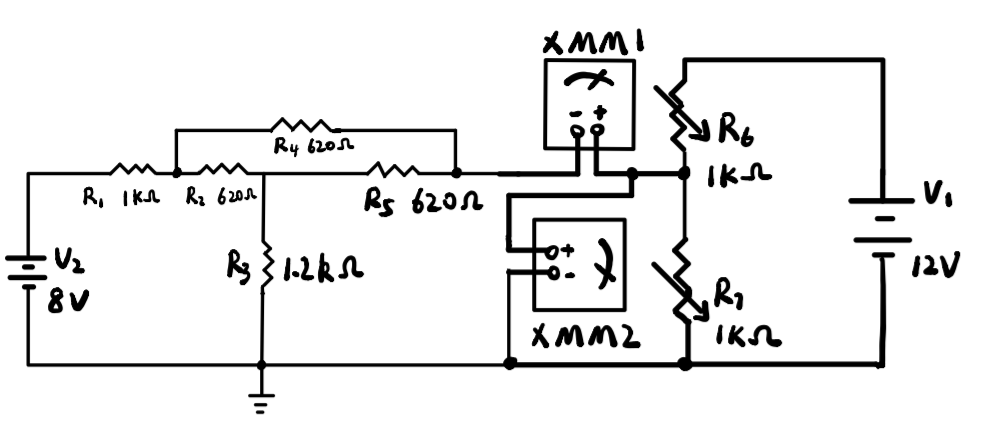 XMM1
- +
R4 620Ω
R6
1KΩ
R1 1KΩ
R2 620Ω
R5 620Ω
V1
12V
V2
8V
R3 1.2kΩ
+
-
R7
1KΩ
XMM2